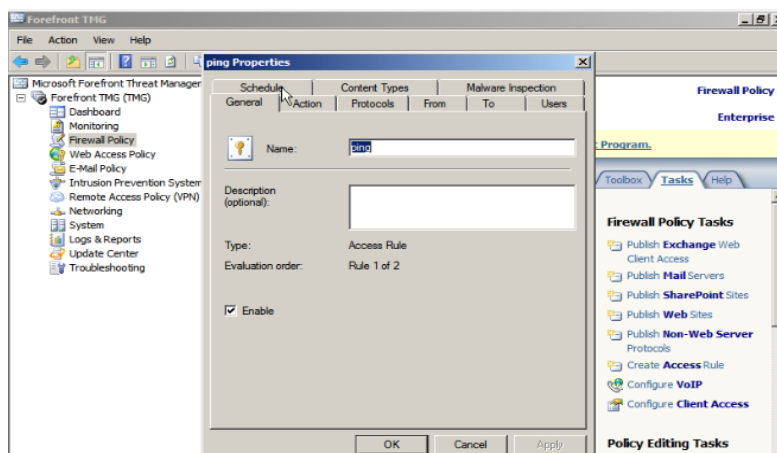 Forefront TMG
File Action View Help
Microsoft Forefront Threat Manager
Forefront TMG (TMG)
Dashboard
Monitoring
Firewall Policy
Web Access Policy
E-Mail Policy
Intrusion Prevention System
Remote Access Policy (VPN)
Networking
System
Logs & Reports
Update Center
Troubleshooting
ping Properties
Schedule Content Types Malware Inspection
General Action Protocols From To Users
Name: ping
Description
(optional):
Type: Access Rule
Evaluation order: Rule 1 of 2
Enable
OK Cancel Apply
Firewall Policy
Enterprise
Program.
Toolbox Tasks Help
Firewall Policy Tasks
Publish Exchange Web
Client Access
Publish Mail Servers
Publish SharePoint Sites
Publish Web Sites
Publish Non-Web Server
Protocols
Create Access Rule
Configure VoIP
Configure Client Access
Policy Editing Tasks